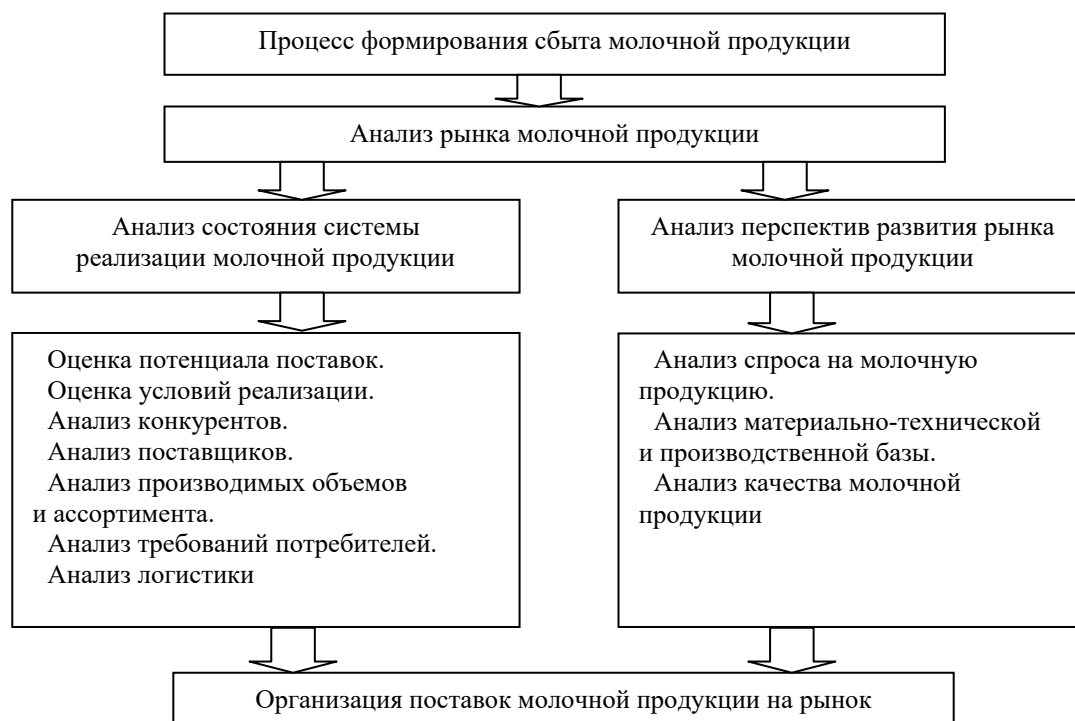 Процесс формирования сбыта молочной продукции
Анализ рынка молочной продукции
Анализ состояния системы
реализации молочной продукции
Анализ перспектив развития рынка
молочной продукции
Оценка потенциала поставок.
Оценка условий реализации.
Анализ конкурентов.
Анализ поставщиков.
Анализ производимых объемов
и ассортимента.
Анализ требований потребителей.
Анализ логистики
Анализ спроса на молочную
продукцию.
Анализ материально-технической
и производственной базы.
Анализ качества молочной
продукции
Организация поставок молочной продукции на рынок